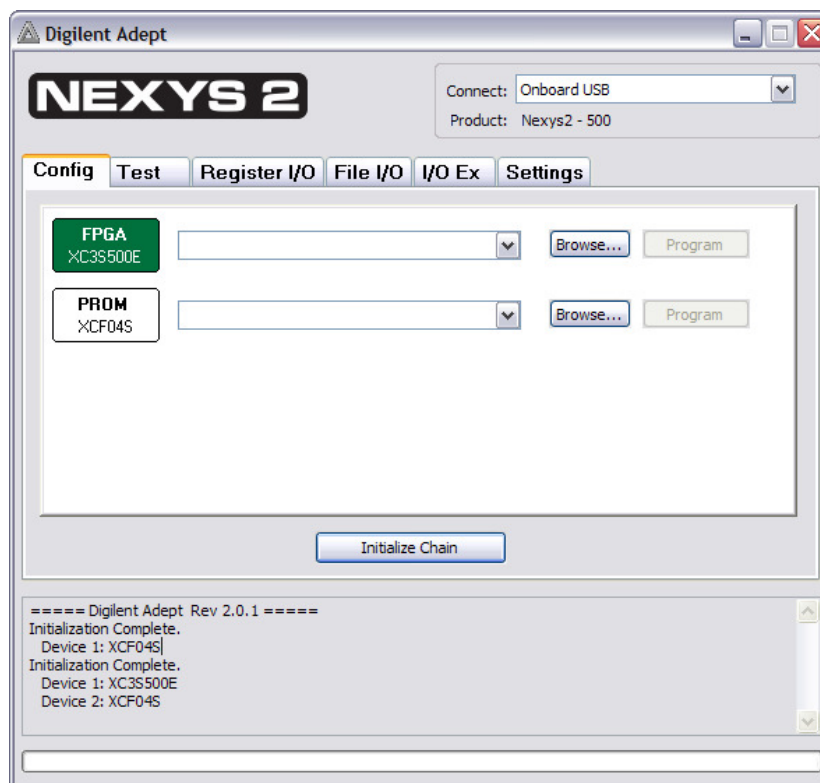 Digilent Adept
NEXYS 2
Connect: Onboard USB
Product: Nexys2 - 500
Config Test Register I/O File I/O I/O Ex Settings
FPGA
XC3S500E
Browse... Program
PROM
XCF04S
Browse... Program
Initialize Chain
===== Digilent Adept Rev 2.0.1 =====
Initialization Complete.
Device 1: XCF04S
Initialization Complete.
Device 1: XC3S500E
Device 2: XCF04S